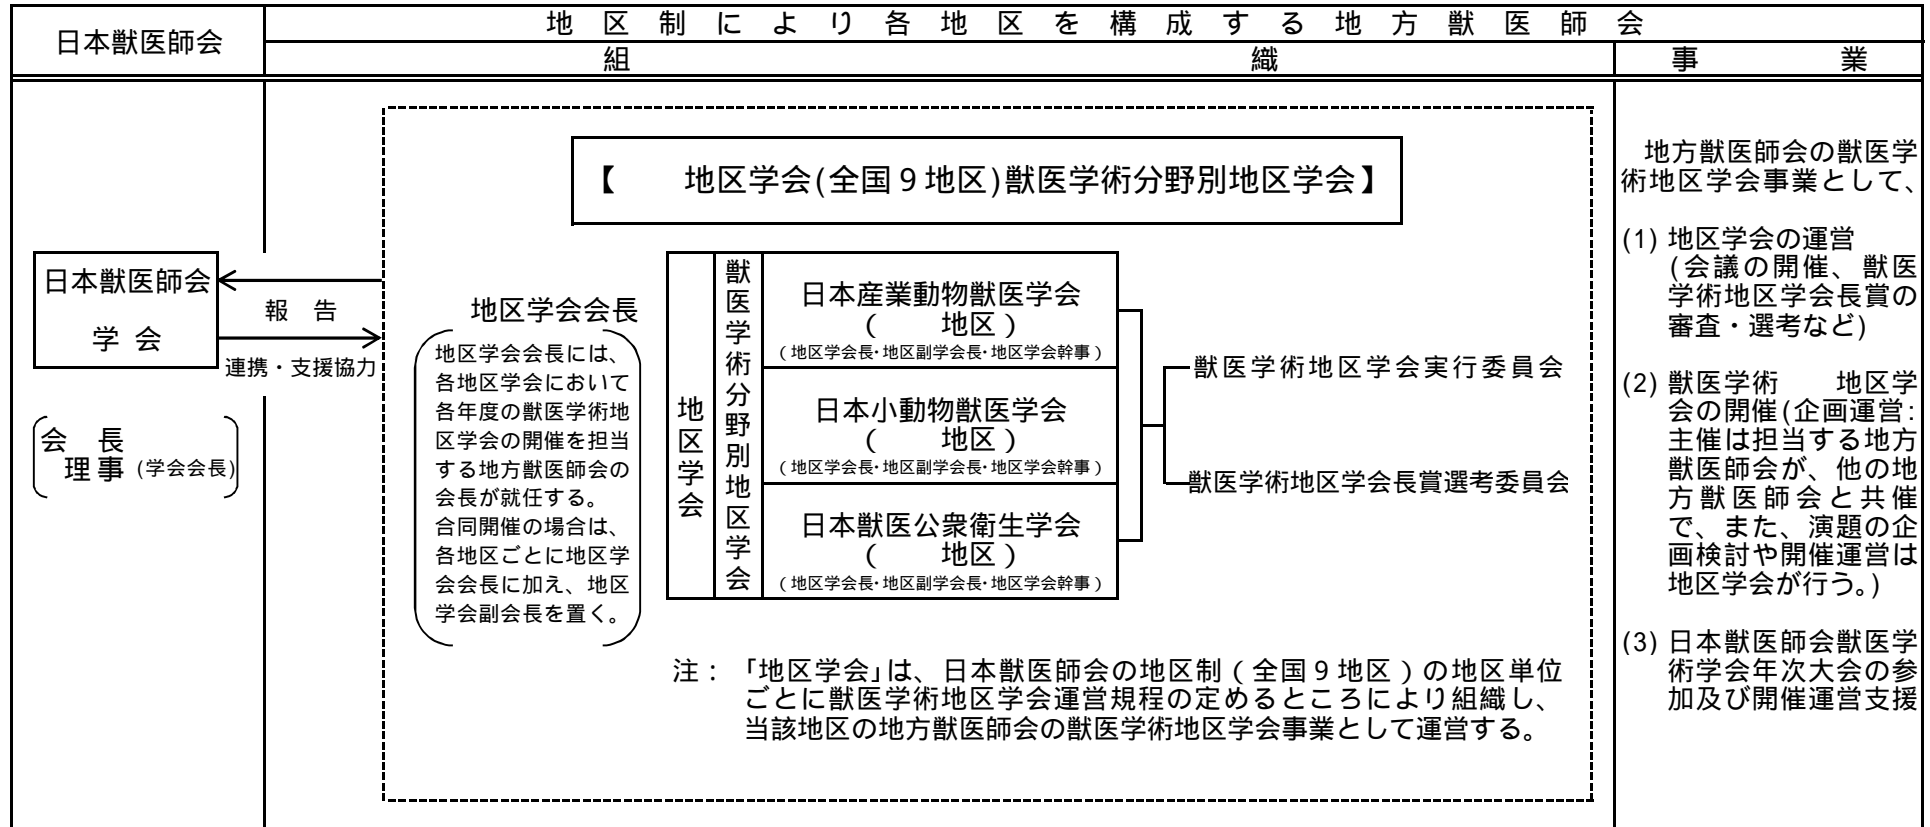 日本獣医師会
地区制により各地区を構成する地方獣医師会
組織
事業
【　　地区学会(全国９地区)獣医学術分野別地区学会】
日本獣医師会
学会
報告
連携・支援協力
会長
理事(学会会長)
地区学会会長
地区学会会長には、
各地区学会において
各年度の獣医学術地
区学会の開催を担当
する地方獣医師会の
会長が就任する。
合同開催の場合は、
各地区ごとに地区学
会会長に加え、地区
学会副会長を置く。
地区学会
獣医学術分野別地区学会
日本産業動物獣医学会
(　　地区)
(地区学会長・地区副学会長・地区学会幹事)
日本小動物獣医学会
(　　地区)
(地区学会長・地区副学会長・地区学会幹事)
日本獣医公衆衛生学会
(　　地区)
(地区学会長・地区副学会長・地区学会幹事)
獣医学術地区学会実行委員会
獣医学術地区学会長賞選考委員会
注：「地区学会」は、日本獣医師会の地区制(全国９地区)の地区単位
ごとに獣医学術地区学会運営規程の定めるところにより組織し、
当該地区の地方獣医師会の獣医学術地区学会事業として運営する。
地方獣医師会の獣医学
術地区学会事業として、
(1) 地区学会の運営
(会議の開催、獣医
学術地区学会長賞の
審査・選考など)
(2) 獣医学術　　地区学
会の開催(企画運営:
主催は担当する地方
獣医師会が、他の地
方獣医師会と共催
で、また、演題の企
画検討や開催運営は
地区学会が行う。)
(3) 日本獣医師会獣医学
術学会年次大会の参
加及び開催運営支援